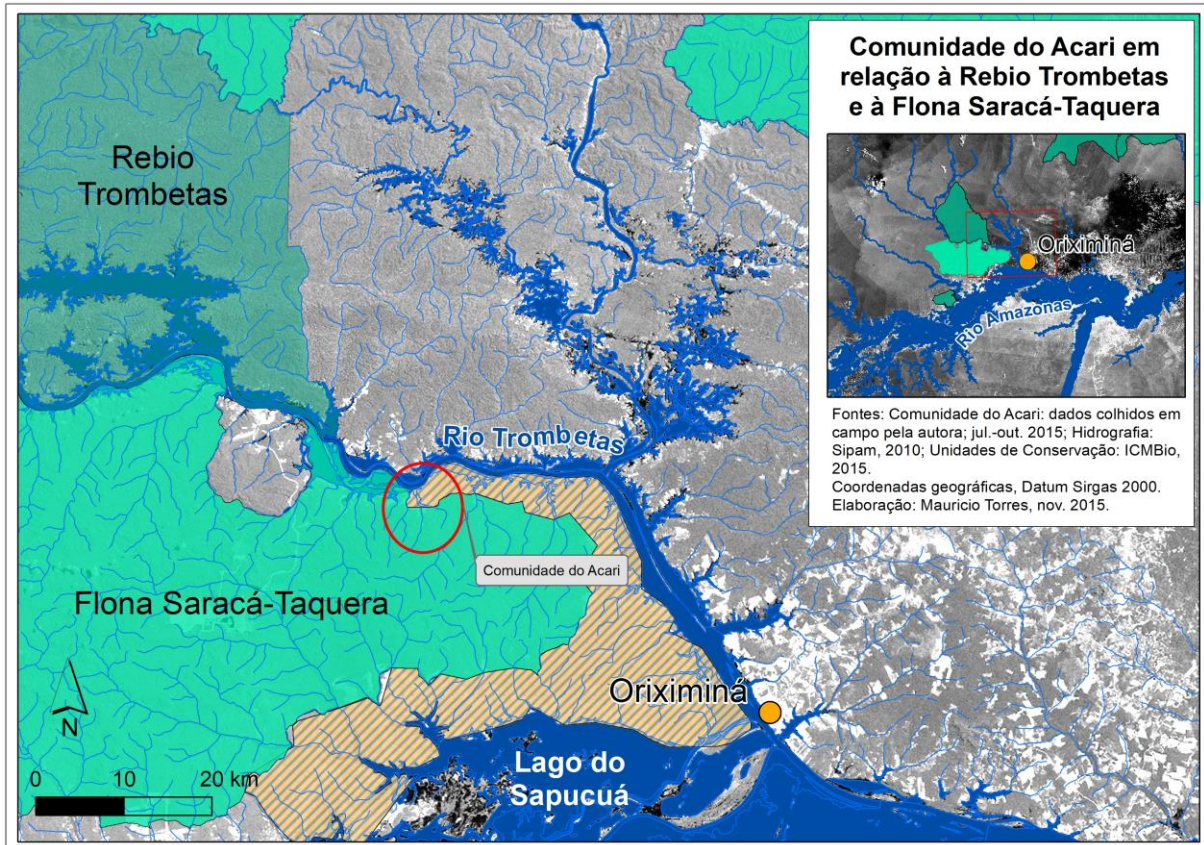 Comunidade do Acari em
relação à Rebio Trombetas
e à Flona Saracá-Taquera
Oriximiná
Rio Amazonas
Fontes: Comunidade do Acari: dados colhidos em
campo pela autora; jul.-out. 2015; Hidrografia:
Sipam, 2010; Unidades de Conservação: ICMBio,
2015.
Coordenadas geográficas, Datum Sirgas 2000.
Elaboração: Mauricio Torres, nov. 2015.
Rebio
Trombetas
Rio Trombetas
Comunidade do Acari
Flona Saracá-Taquera
Oriximiná
Lago do
Sapucuá
N
0 10 20 km